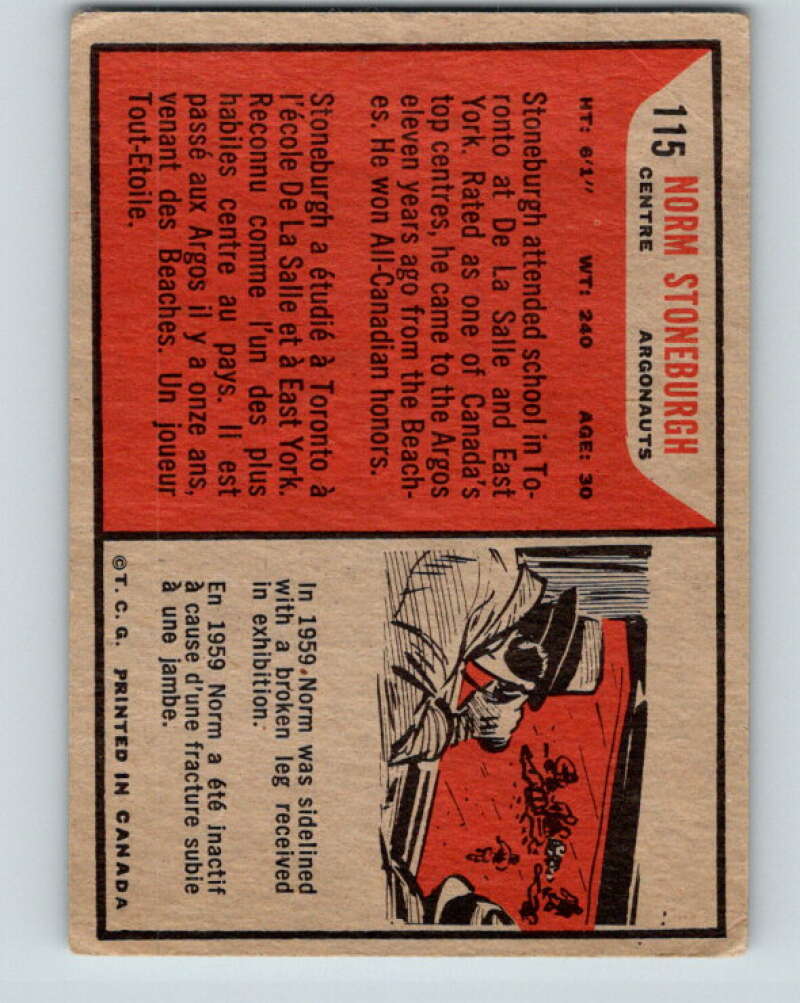 115 NORM STONEBURGH
CENTRE ARGONAUTS
HT: 6'1" WT: 240 AGE: 30
Stoneburgh attended school in To-
ronto at De La Salle and East
York. Rated as one of Canada's
top centres, he came to the Argos
eleven years ago from the Beach-
es. He won All-Canadian honors.
Stoneburgh a étudié à Toronto à
l'école De La Salle et à East York.
Reconnu comme l'un des plus
habiles centre au pays. Il est
passé aux Argos il y a onze ans,
venant des Beaches. Un joueur
Tout-Etoile.
In 1959 Norm was sidelined
with a broken leg received
in exhibition.
En 1959 Norm a été inactif
à cause d'une fracture subie
à une jambe.
©T.C.G. PRINTED IN CANADA